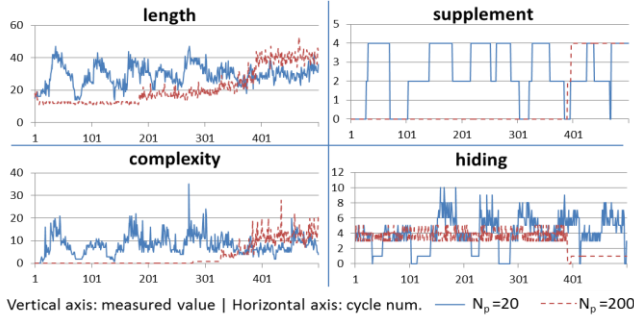 length
60
40
20
0
1 101 201 301 401
supplement
5
4
3
2
1
0
1 101 201 301 401
complexity
40
30
20
10
0
1 101 201 301 401
hiding
12
10
8
6
4
2
0
1 101 201 301 401
Vertical axis: measured value | Horizontal axis: cycle num. Np=20 Np=200